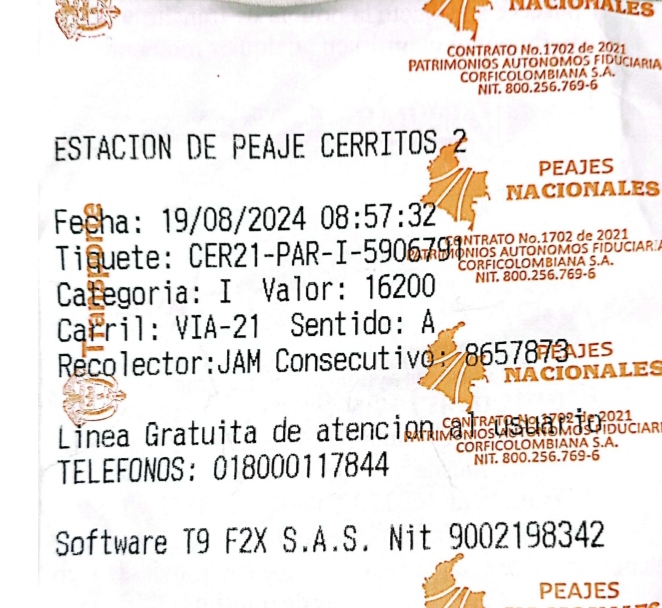 NACIONALES
CONTRATO No.1702 de 2021
PATRIMONIOS AUTONOMOS FIDUCIARIA
CORFICOLOMBIANA S.A.
NIT. 800.256.769-6
ESTACION DE PEAJE CERRITOS 2
PEAJES
NACIONALES
Fecha: 19/08/2024 08:57:32
CONTRATO No.1702 de 2021
Tiquete: CER21-PAR-I-590679
PATRIMONIOS AUTONOMOS FIDUCIARIA
CORFICOLOMBIANA S.A.
NIT. 800.256.769-6
Categoria: I Valor: 16200
Carril: VIA-21 Sentido: A
Transporte
PEAJES
Recolector:JAM Consecutivo: 8657873
NACIONALES
CONTRATO No.1702 de 2021
Linea Gratuita de atencion al usuario
PATRIMONIOS AUTONOMOS FIDUCIARI
CORFICOLOMBIANA S.A.
NIT. 800.256.769-6
TELEFONOS: 018000117844
Software T9 F2X S.A.S. Nit 9002198342
PEAJES